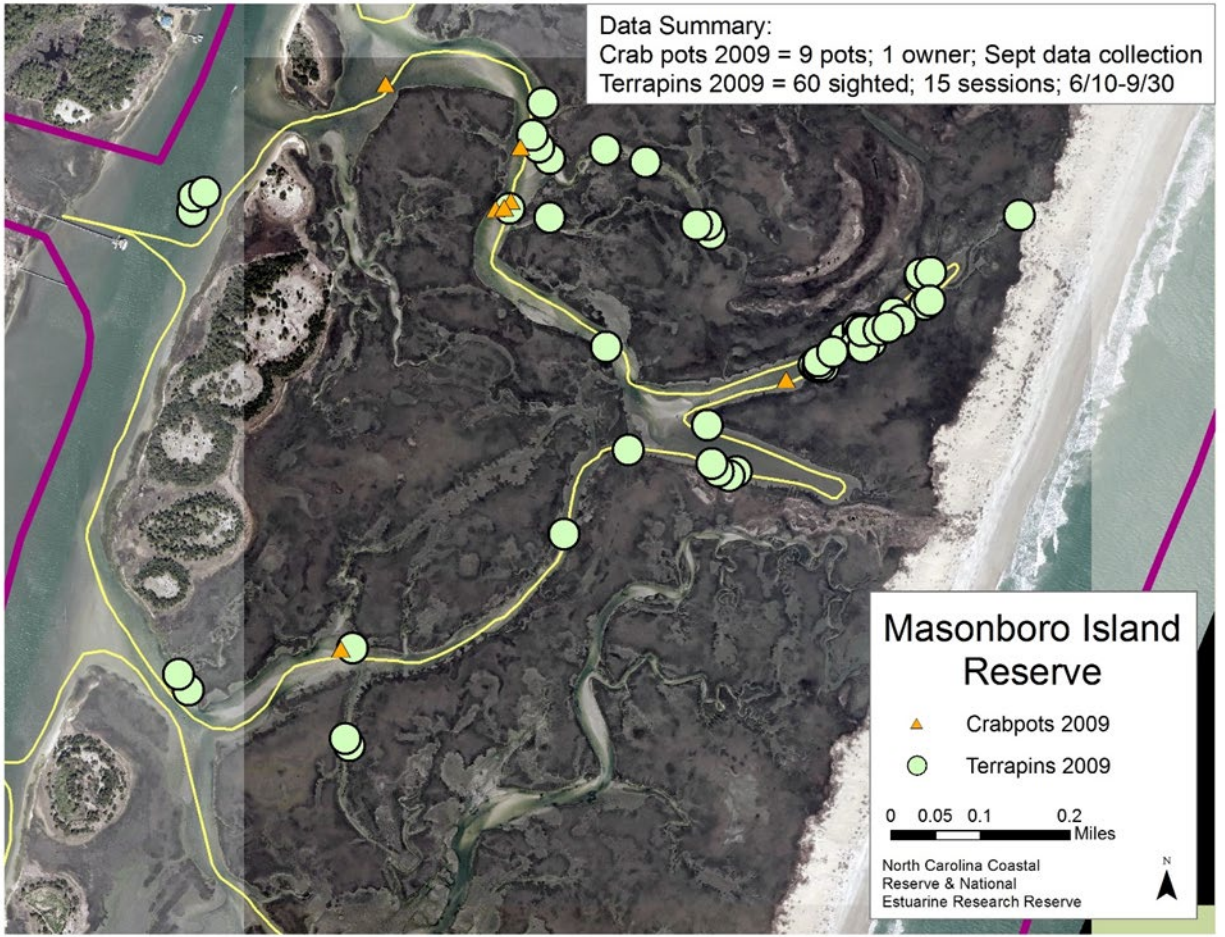 Data Summary:
Crab pots 2009 = 9 pots; 1 owner; Sept data collection
Terrapins 2009 = 60 sighted; 15 sessions; 6/10-9/30
Masonboro Island
Reserve
Crabpots 2009
Terrapins 2009
0 0.05 0.1 0.2
Miles
North Carolina Coastal
Reserve & National
Estuarine Research Reserve
N